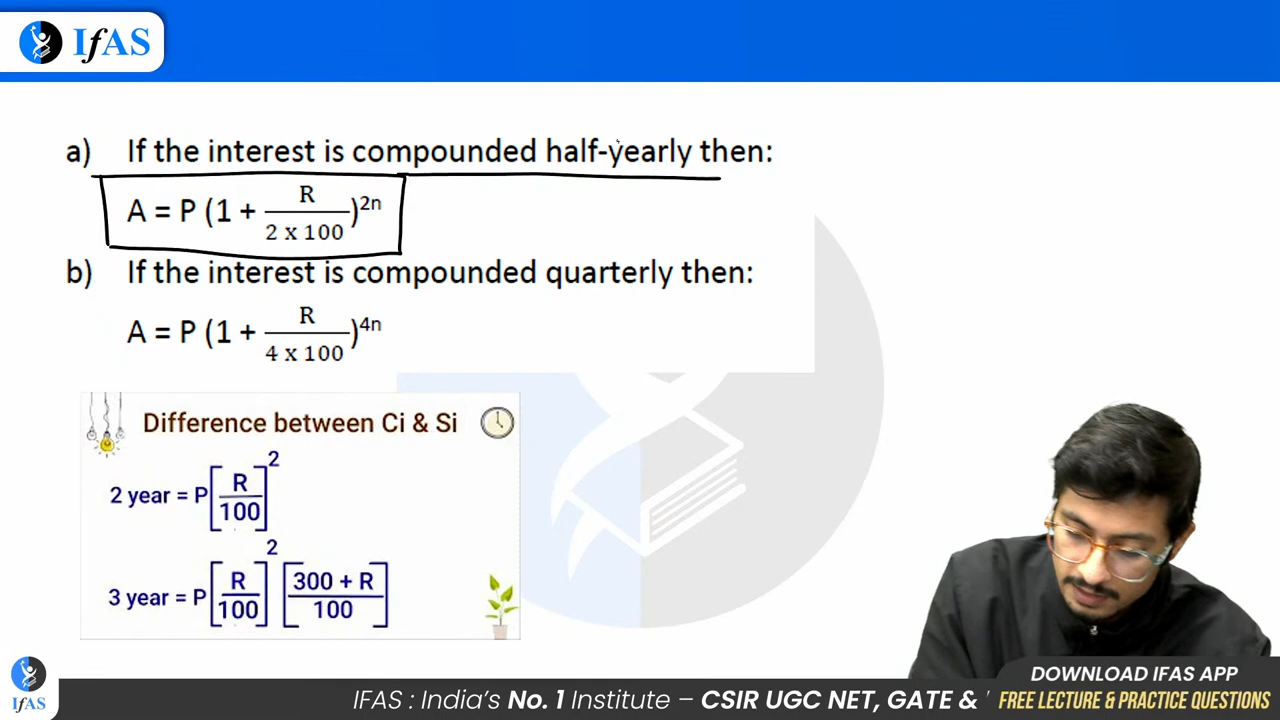 IfAS
a) If the interest is compounded half-yearly then:
A = P (1 + R / 2 x 100)^2n
b) If the interest is compounded quarterly then:
A = P (1 + R / 4 x 100)^4n
Difference between Ci & Si
2 year = P[R/100]^2
3 year = P[R/100]^2 [300 + R / 100]
IfAS
IFAS : India's No. 1 Institute – CSIR UGC NET, GATE &
DOWNLOAD IFAS APP
FREE LECTURE & PRACTICE QUESTIONS